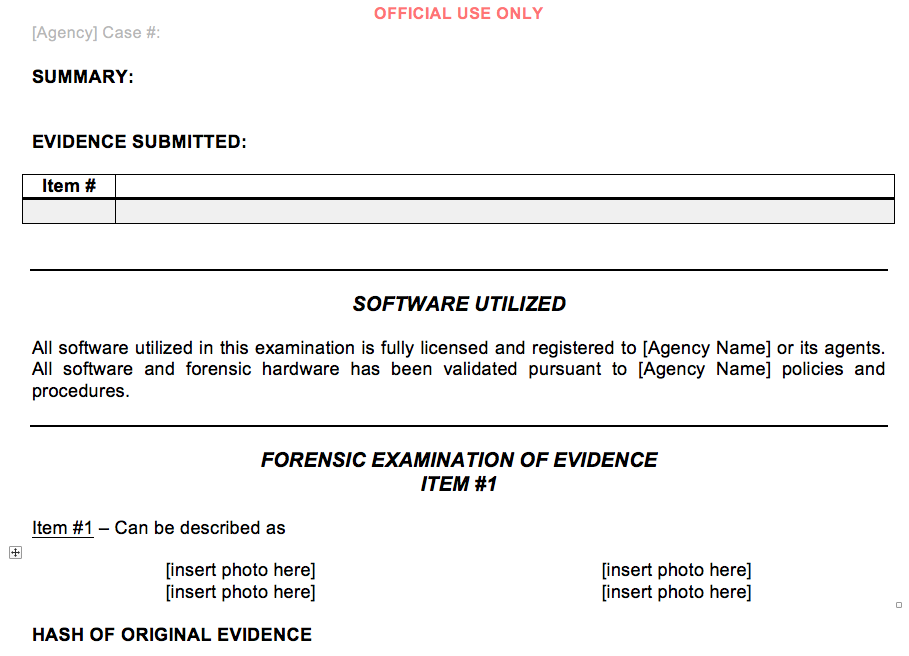 OFFICIAL USE ONLY
[Agency] Case #:
SUMMARY:
EVIDENCE SUBMITTED:
Item #
SOFTWARE UTILIZED
All software utilized in this examination is fully licensed and registered to [Agency Name] or its agents.
All software and forensic hardware has been validated pursuant to [Agency Name] policies and
procedures.
FORENSIC EXAMINATION OF EVIDENCE
ITEM #1
Item #1 – Can be described as
[insert photo here] [insert photo here]
[insert photo here] [insert photo here]
HASH OF ORIGINAL EVIDENCE